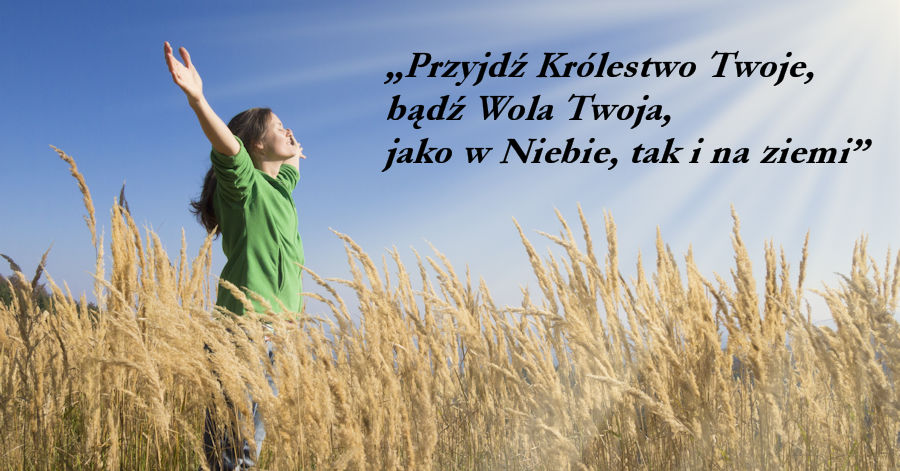 „Przyjdź Królestwo Twoje,
bądź Wola Twoja,
jako w Niebie, tak i na ziemi”